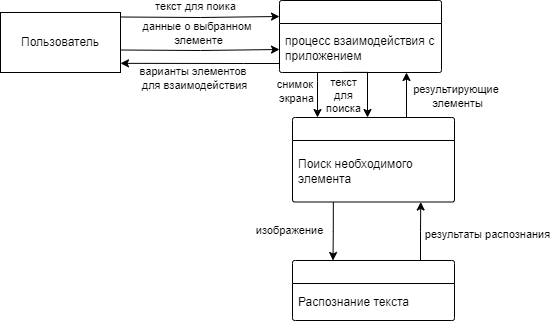 текст для поика
Пользователь
данные о выбранном
элементе
процесс взаимодействия с
приложением
варианты элементов
для взаимодействия
снимок
экрана
текст
для
поиска
результирующие
элементы
Поиск необходимого
элемента
изображение
результаты распознания
Распознание текста